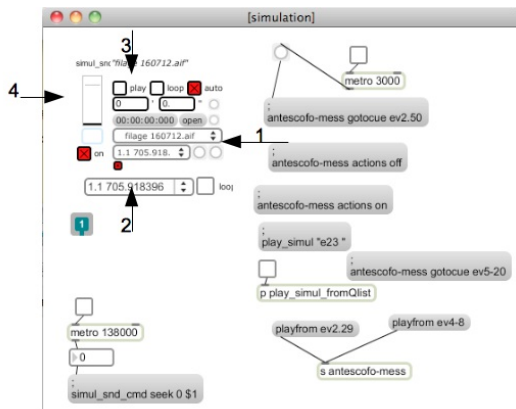 [simulation]
3
simul_sn "filage 160712.aif"
4
play loop auto
0 ' 0. "
00:00:00:000 open
filage 160712.aif
1
on 1.1 705.918.
1.1 705.918396 loop
2
1
metro 3000
;
antescofo-mess gotocue ev2.50
;
antescofo-mess actions off
;
antescofo-mess actions on
;
play_simul "e23 "
;
antescofo-mess gotocue ev5-20
p play_simul_fromQlist
metro 138000
0
;
simul_snd_cmd seek 0 $1
playfrom ev2.29
playfrom ev4-8
s antescofo-mess